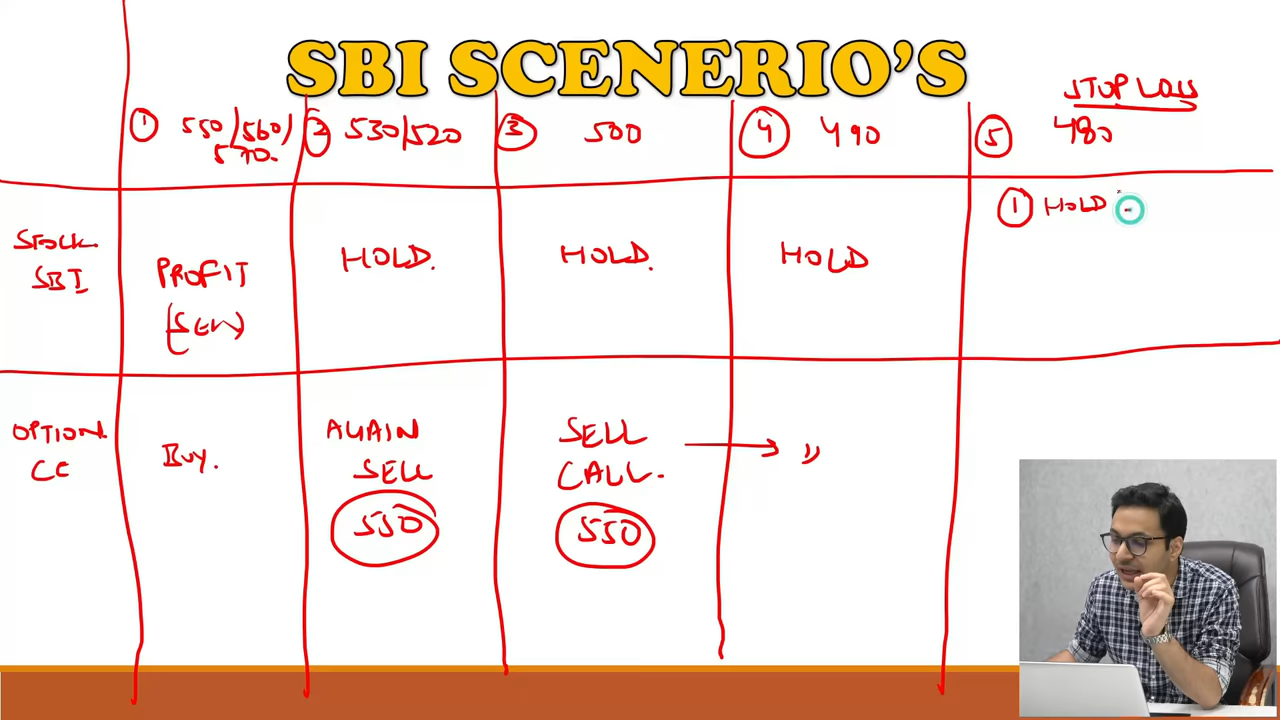 SBI SCENERIO'S
STOP LOSS
① 550/560/
570.
② 530/520
③ 500
④ 490
⑤ 480
STOCK
SBI
PROFIT
(SELL)
HOLD.
HOLD.
HOLD
① HOLD
OPTION.
CE
BUY.
AGAIN
SELL
550
SELL
CALL.
550
→ "